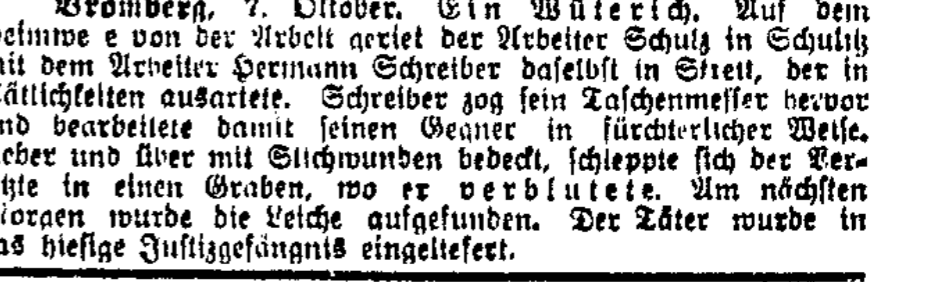 Bromberg, 7. Oktober. Ein Wüterich. Auf dem
eimwe e von der Arbeit geriet der Arbeiter Schulz in Schulitz
it dem Arbeiter Hermann Schreiber daselbst in Streit, der in
ätlichkeiten ausartete. Schreiber zog sein Taschenmesser hervor
nd bearbeitete damit seinen Gegner in fürchterlicher Weise.
eber und über mit Stichwunden bedeckt, schleppte sich der Ver-
tzte in einen Graben, wo er verblutete. Am nächsten
orgen wurde die Leiche aufgefunden. Der Täter wurde in
as hiesige Justizgefängnis eingeliefert.